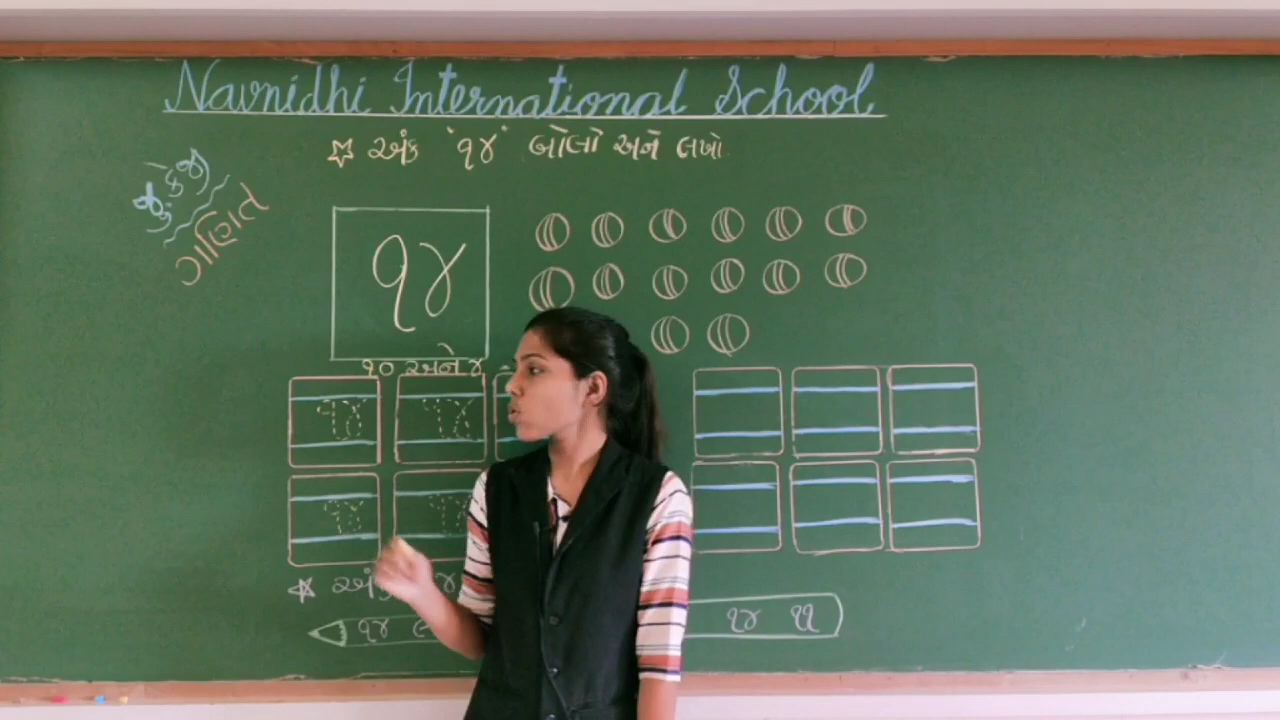 Navnidhi International School
☆ અંક '૧૪' બોલો અને લખો.
જુ.કેજી
ગણિત
૧૪
૧૦ અને ૪
૧૪ ૧૪
૧૪ ૧૪
☆ અંક
૧૪ ૧૪ ૧૧